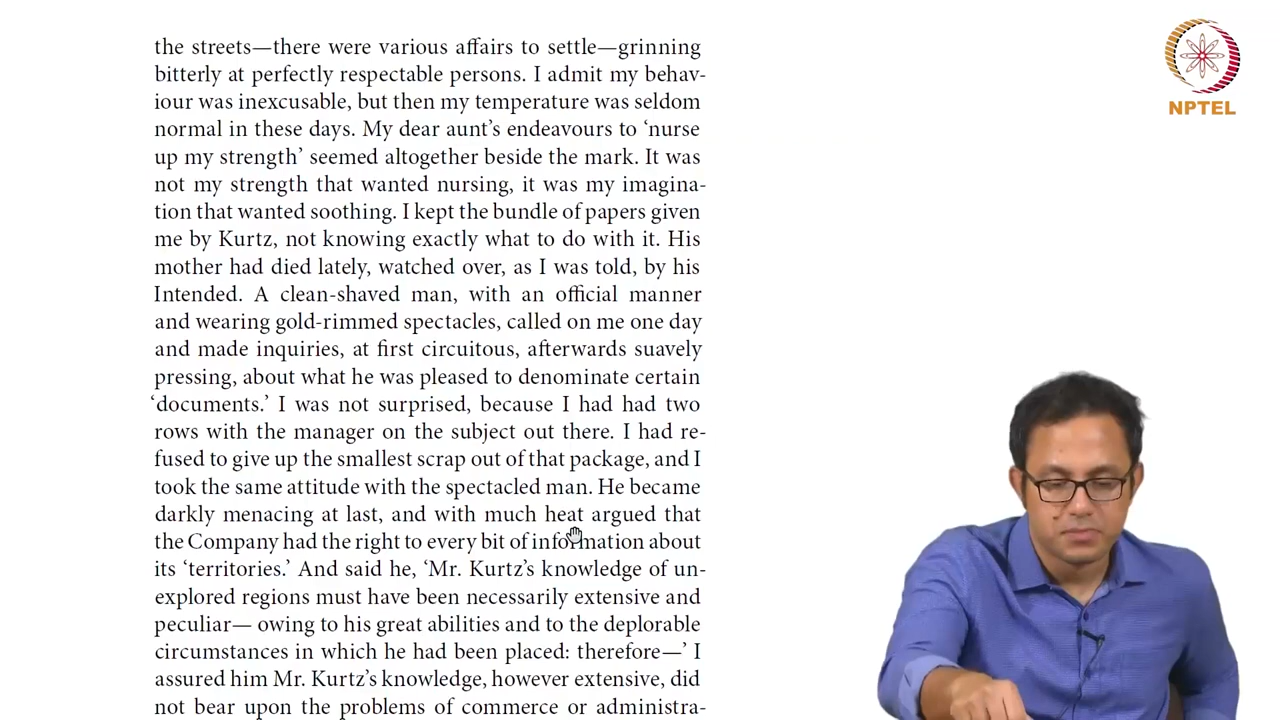 the streets—there were various affairs to settle—grinning
bitterly at perfectly respectable persons. I admit my behav-
iour was inexcusable, but then my temperature was seldom
normal in these days. My dear aunt’s endeavours to ‘nurse
up my strength’ seemed altogether beside the mark. It was
not my strength that wanted nursing, it was my imagina-
tion that wanted soothing. I kept the bundle of papers given
me by Kurtz, not knowing exactly what to do with it. His
mother had died lately, watched over, as I was told, by his
Intended. A clean-shaved man, with an official manner
and wearing gold-rimmed spectacles, called on me one day
and made inquiries, at first circuitous, afterwards suavely
pressing, about what he was pleased to denominate certain
‘documents.’ I was not surprised, because I had had two
rows with the manager on the subject out there. I had re-
fused to give up the smallest scrap out of that package, and I
took the same attitude with the spectacled man. He became
darkly menacing at last, and with much heat argued that
the Company had the right to every bit of information about
its ‘territories.’ And said he, ‘Mr. Kurtz’s knowledge of un-
explored regions must have been necessarily extensive and
peculiar— owing to his great abilities and to the deplorable
circumstances in which he had been placed: therefore—’ I
assured him Mr. Kurtz’s knowledge, however extensive, did
not bear upon the problems of commerce or administra-
NPTEL